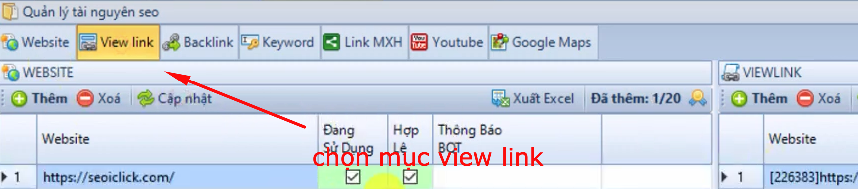 Quản lý tài nguyên seo
Website View link Backlink Keyword Link MXH Youtube Google Maps
WEBSITE VIEWLINK
Thêm Xoá Cập nhật Xuất Excel Đã thêm: 1/20 Thêm Xoá
Website Đang Sử Dụng Hợp Lệ Thông Báo BOT Website
chọn mục view link
1 https://seoiclick.com/ 1 [226383]https:/